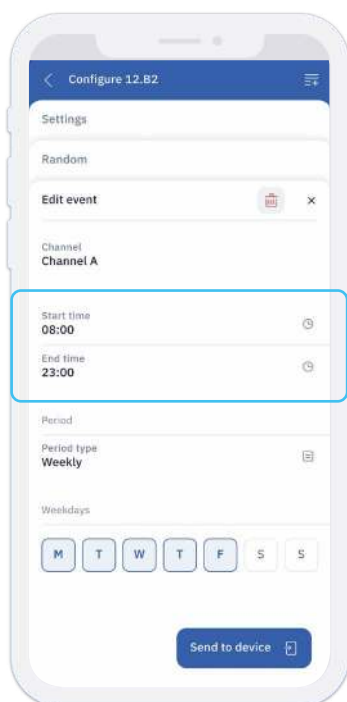 Configure 12.B2
Settings
Random
Edit event
Channel
Channel A
Start time
08:00
End time
23:00
Period
Period type
Weekly
Weekdays
M T W T F S S
Send to device